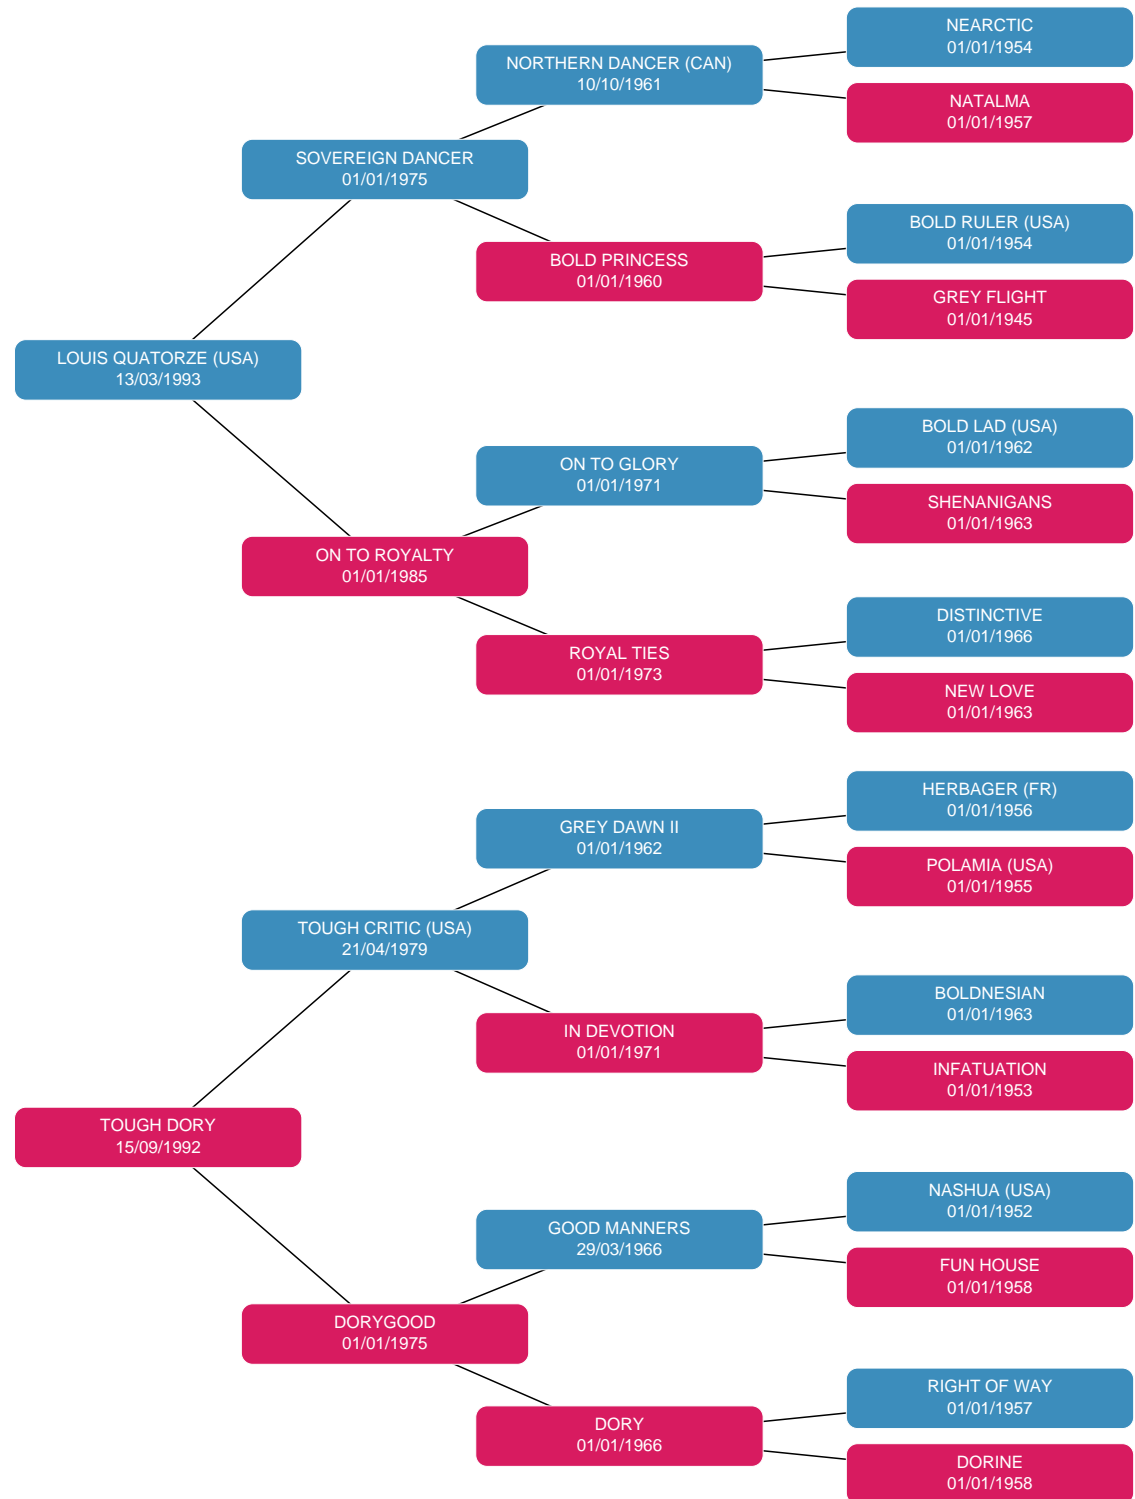 NEARCTIC
01/01/1954
NORTHERN DANCER (CAN)
10/10/1961
NATALMA
01/01/1957
SOVEREIGN DANCER
01/01/1975
BOLD RULER (USA)
01/01/1954
BOLD PRINCESS
01/01/1960
GREY FLIGHT
01/01/1945
LOUIS QUATORZE (USA)
13/03/1993
BOLD LAD (USA)
01/01/1962
ON TO GLORY
01/01/1971
SHENANIGANS
01/01/1963
ON TO ROYALTY
01/01/1985
DISTINCTIVE
01/01/1966
ROYAL TIES
01/01/1973
NEW LOVE
01/01/1963
HERBAGER (FR)
01/01/1956
GREY DAWN II
01/01/1962
POLAMIA (USA)
01/01/1955
TOUGH CRITIC (USA)
21/04/1979
BOLDNESIAN
01/01/1963
IN DEVOTION
01/01/1971
INFATUATION
01/01/1953
TOUGH DORY
15/09/1992
NASHUA (USA)
01/01/1952
GOOD MANNERS
29/03/1966
FUN HOUSE
01/01/1958
DORYGOOD
01/01/1975
RIGHT OF WAY
01/01/1957
DORY
01/01/1966
DORINE
01/01/1958